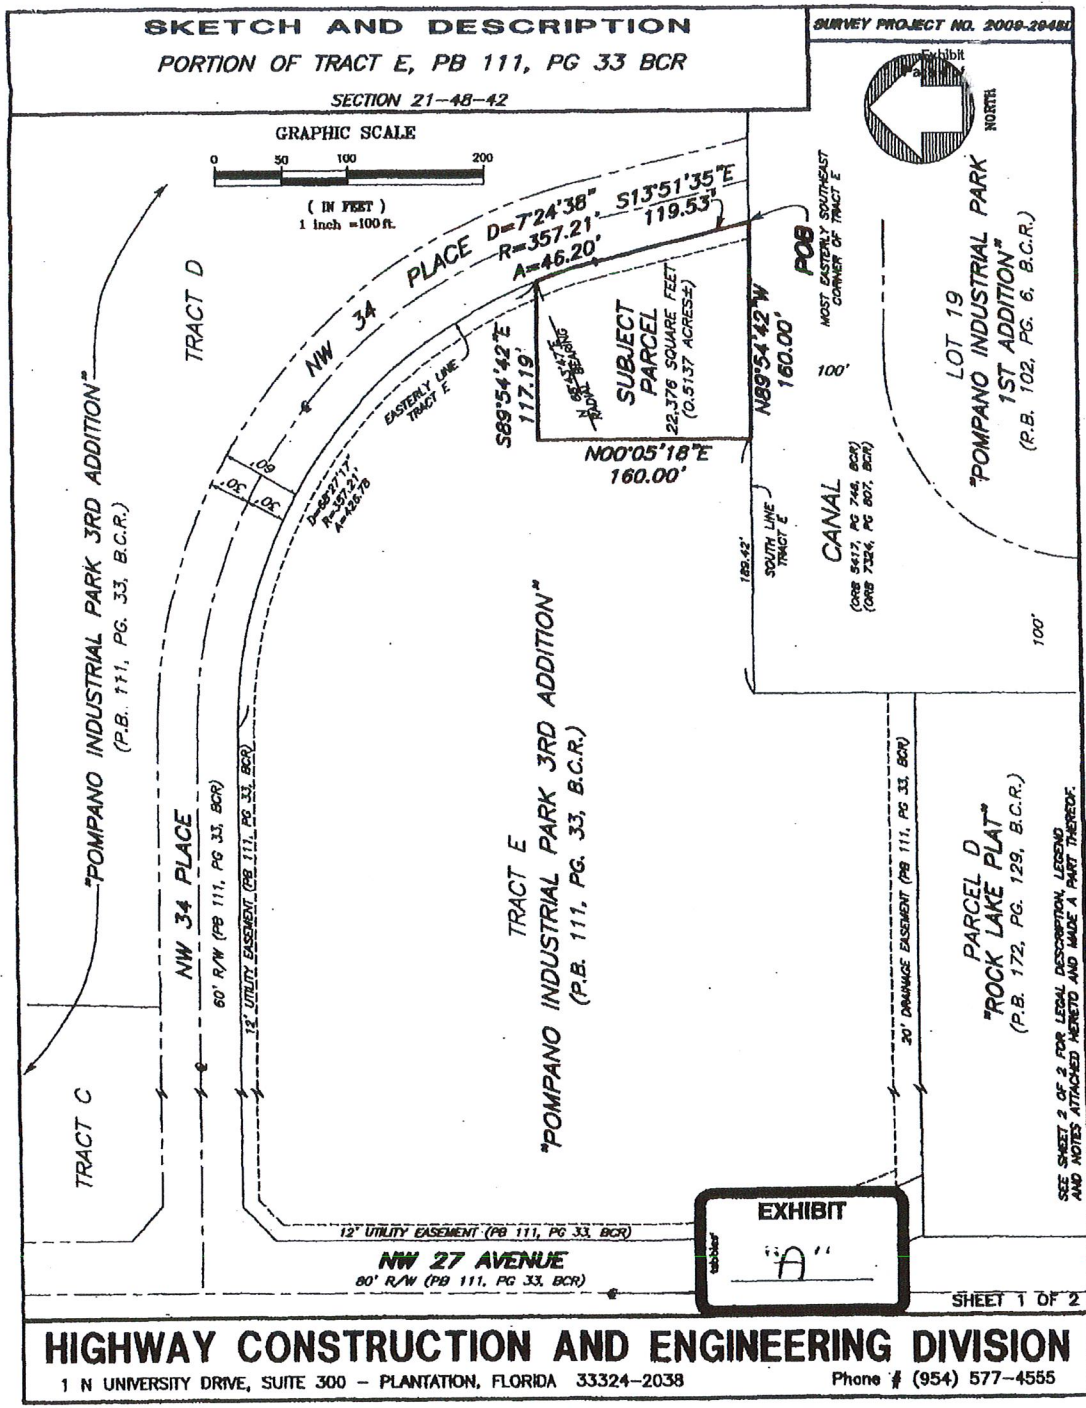 SKETCH AND DESCRIPTION
PORTION OF TRACT E, PB 111, PG 33 BCR
SECTION 21-48-42
SURVEY PROJECT NO.
Exhibit
NORTH
GRAPHIC SCALE
0 50 100 200
( IN FEET )
1 inch =100 ft.
TRACT D
NW 34 PLACE
D=7°24'38"
R=357.21'
A=46.20'
S13°51'35"E
119.53'
POB
MOST EASTERLY SOUTHEAST
CORNER OF TRACT E
LOT 19
"POMPANO INDUSTRIAL PARK
1ST ADDITION"
(P.B. 102, PG. 6, B.C.R.)
"POMPANO INDUSTRIAL PARK 3RD ADDITION"
(P.B. 111, PG. 33, B.C.R.)
EASTERLY LINE
TRACT E
S89°54'42"E
117.19'
RADIAL BEARING
SUBJECT
PARCEL
22,376 SQUARE FEET
(0.5137 ACRES±)
N89°54'42"W
160.00'
100'
N00°05'18"E
160.00'
60'
30'
30'
D=68°27'17"
R=357.21'
A=426.78
189.42'
SOUTH LINE
TRACT E
CANAL
(ORB 5417, PG 748, BCR)
(ORB 7324, PG 807, BCR)
100'
TRACT E
"POMPANO INDUSTRIAL PARK 3RD ADDITION"
(P.B. 111, PG. 33, B.C.R.)
NW 34 PLACE
60' R/W (PB 111, PG 33, BCR)
12' UTILITY EASEMENT (PB 111, PG 33, BCR)
20' DRAINAGE EASEMENT (PB 111, PG 33, BCR)
PARCEL D
"ROCK LAKE PLAT"
(P.B. 172, PG. 129, B.C.R.)
SEE SHEET 2 OF 2 FOR LEGAL DESCRIPTION, LEGEND
AND NOTES ATTACHED HERETO AND MADE A PART THEREOF.
TRACT C
12' UTILITY EASEMENT (PB 111, PG 33, BCR)
NW 27 AVENUE
80' R/W (PB 111, PG 33, BCR)
EXHIBIT
tabbies
"A"
SHEET 1 OF 2
HIGHWAY CONSTRUCTION AND ENGINEERING DIVISION
1 N UNIVERSITY DRIVE, SUITE 300 - PLANTATION, FLORIDA 33324-2038
Phone # (954) 577-4555